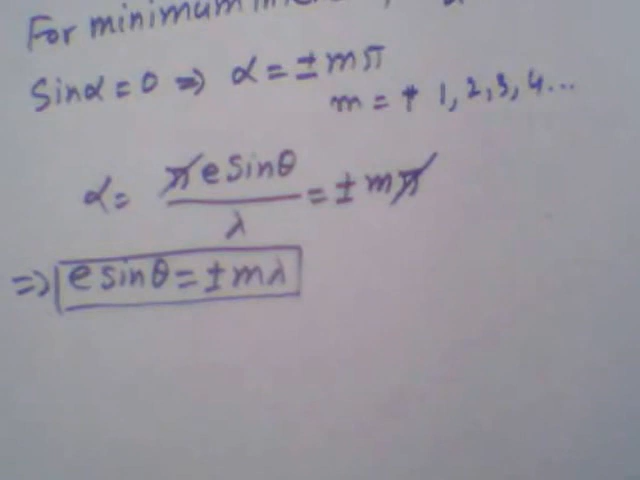 For minimum
Sinα = 0 ⇒ α = ± mπ
m = 1, 2, 3, 4...
α = πe sinθ / λ = ± mπ
⇒ e sinθ = ± mλ